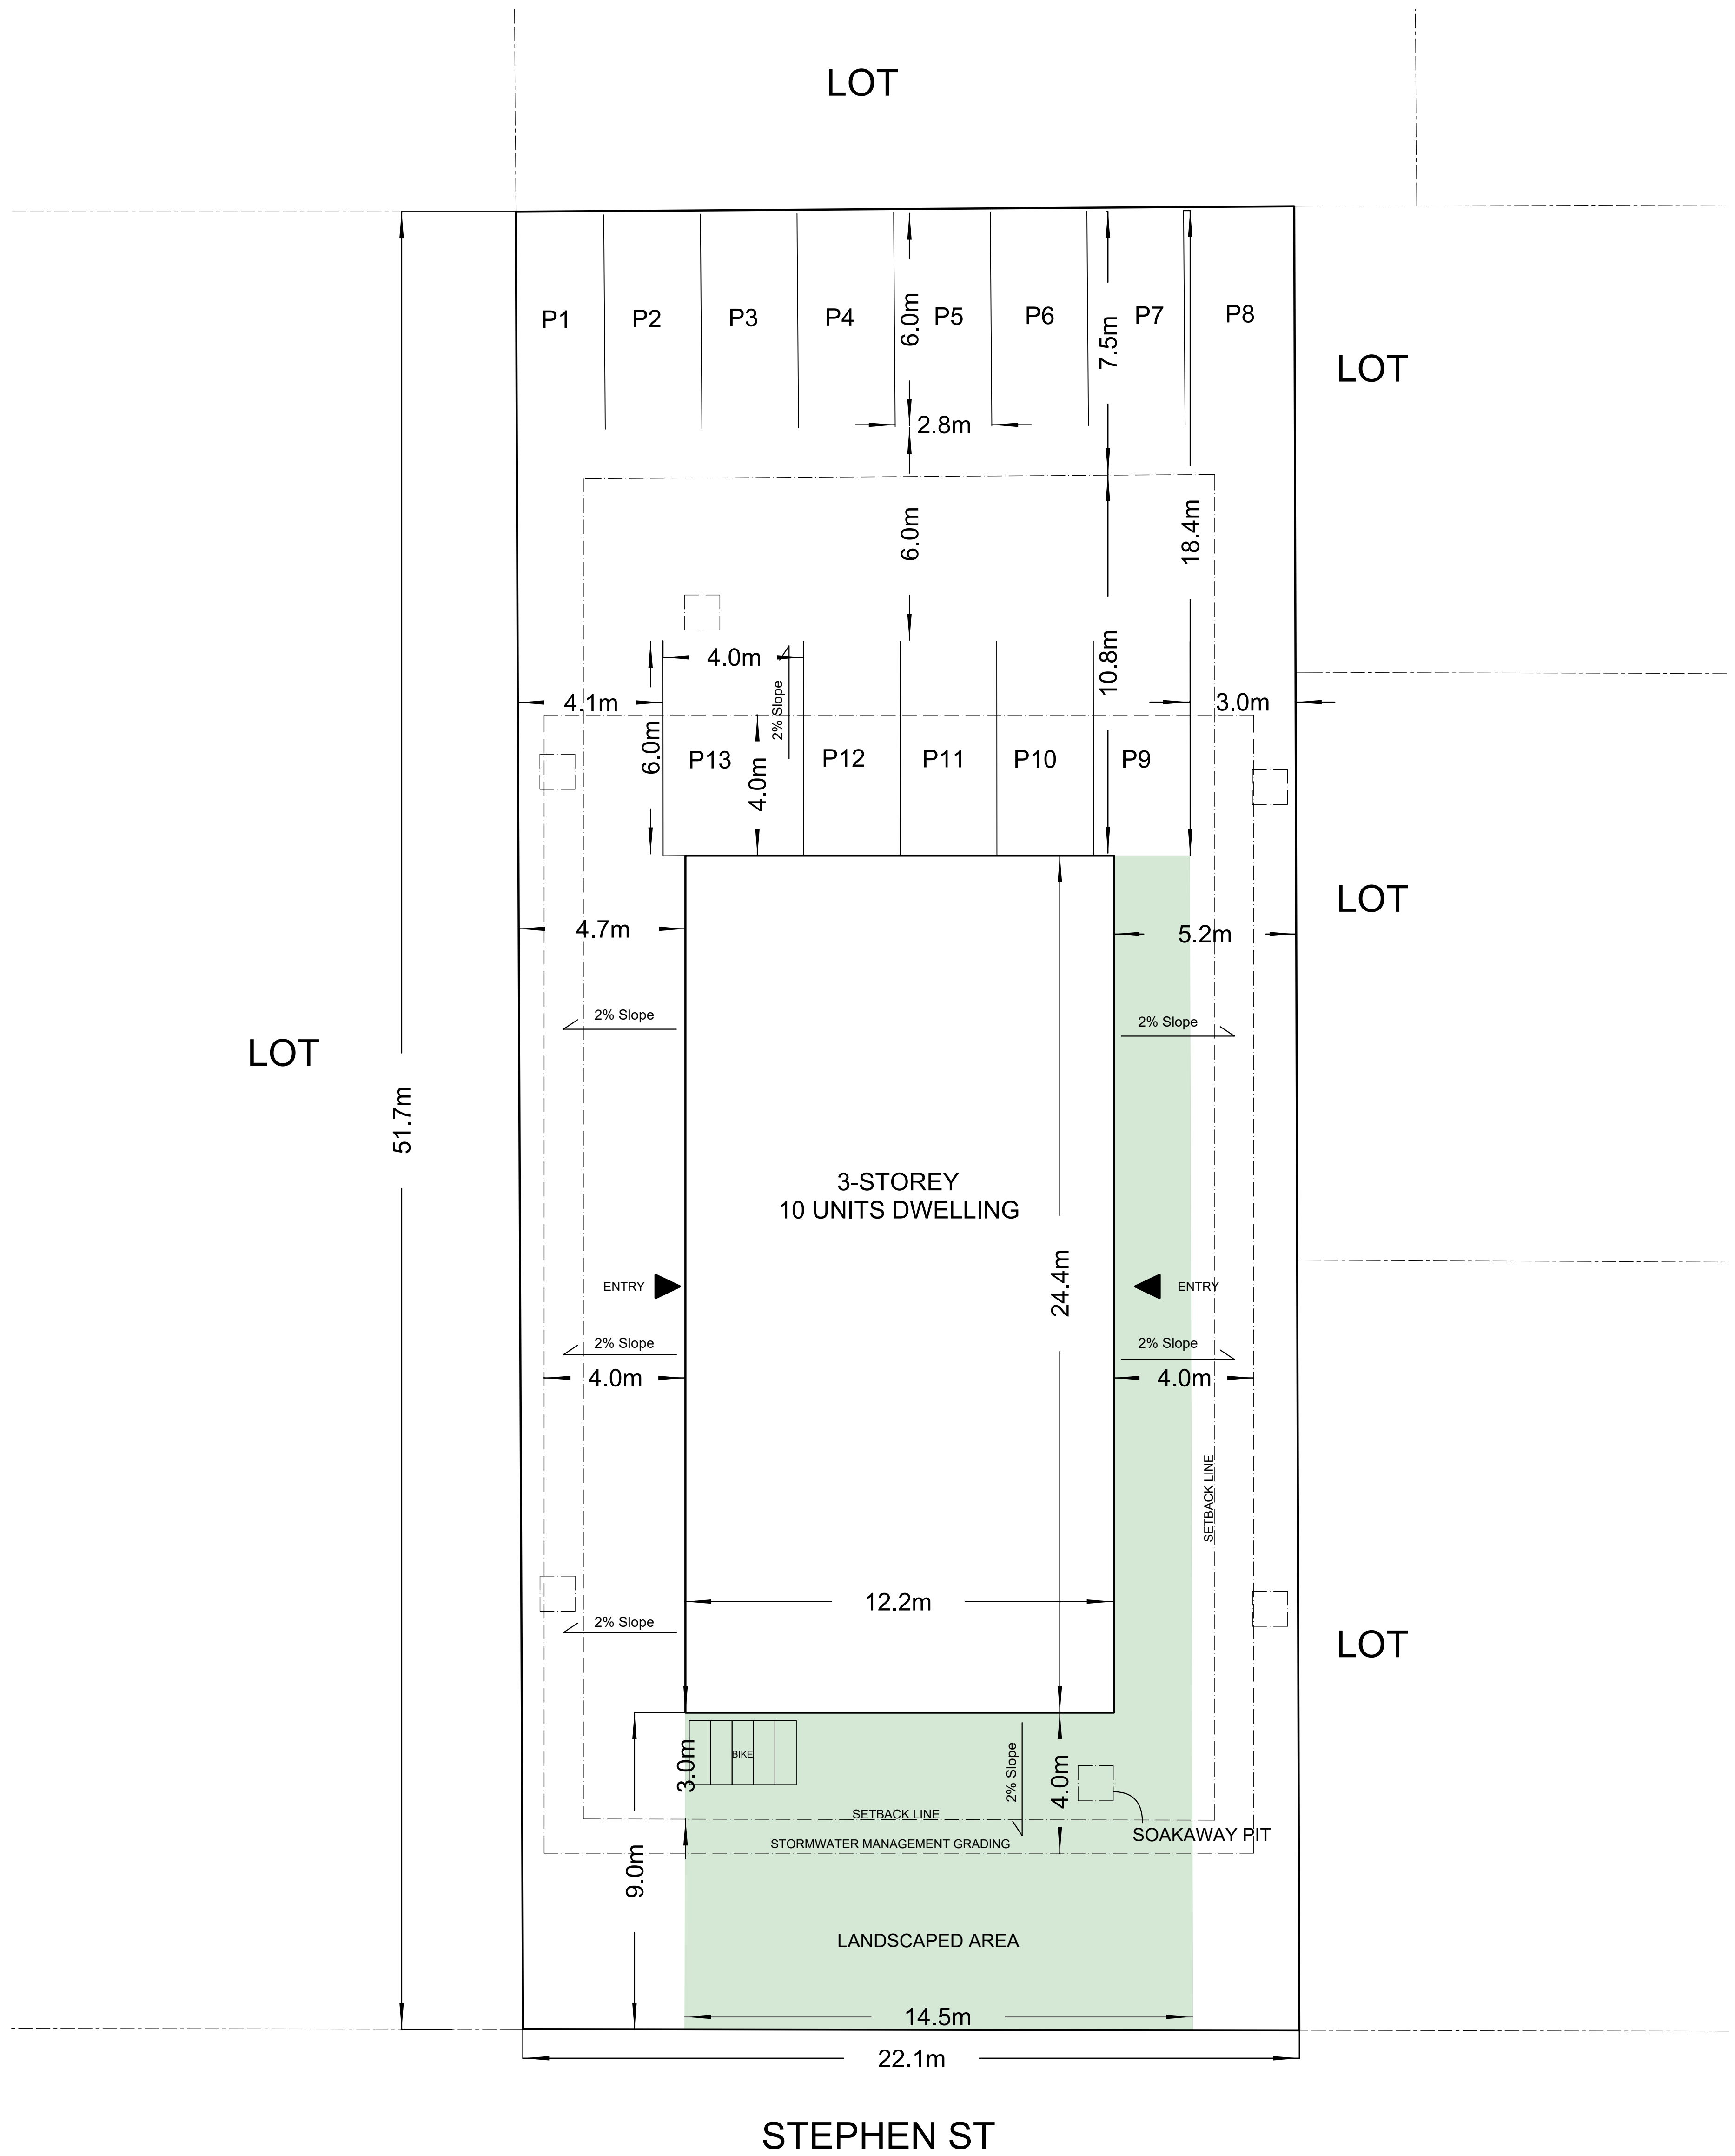 LOT
P1
P2
P3
P4
6.0m
P5
P6
7.5m
P7
P8
LOT
2.8m
6.0m
18.4m
4.0m
2% Slope
10.8m
4.1m
3.0m
6.0m
P13
4.0m
P12
P11
P10
P9
LOT
4.7m
5.2m
2% Slope
2% Slope
LOT
51.7m
3-STOREY
10 UNITS DWELLING
24.4m
ENTRY
ENTRY
2% Slope
2% Slope
4.0m
4.0m
SETBACK LINE
12.2m
2% Slope
LOT
3.0m
BIKE
2% Slope
4.0m
SETBACK LINE
SOAKAWAY PIT
STORMWATER MANAGEMENT GRADING
9.0m
LANDSCAPED AREA
14.5m
22.1m
STEPHEN ST